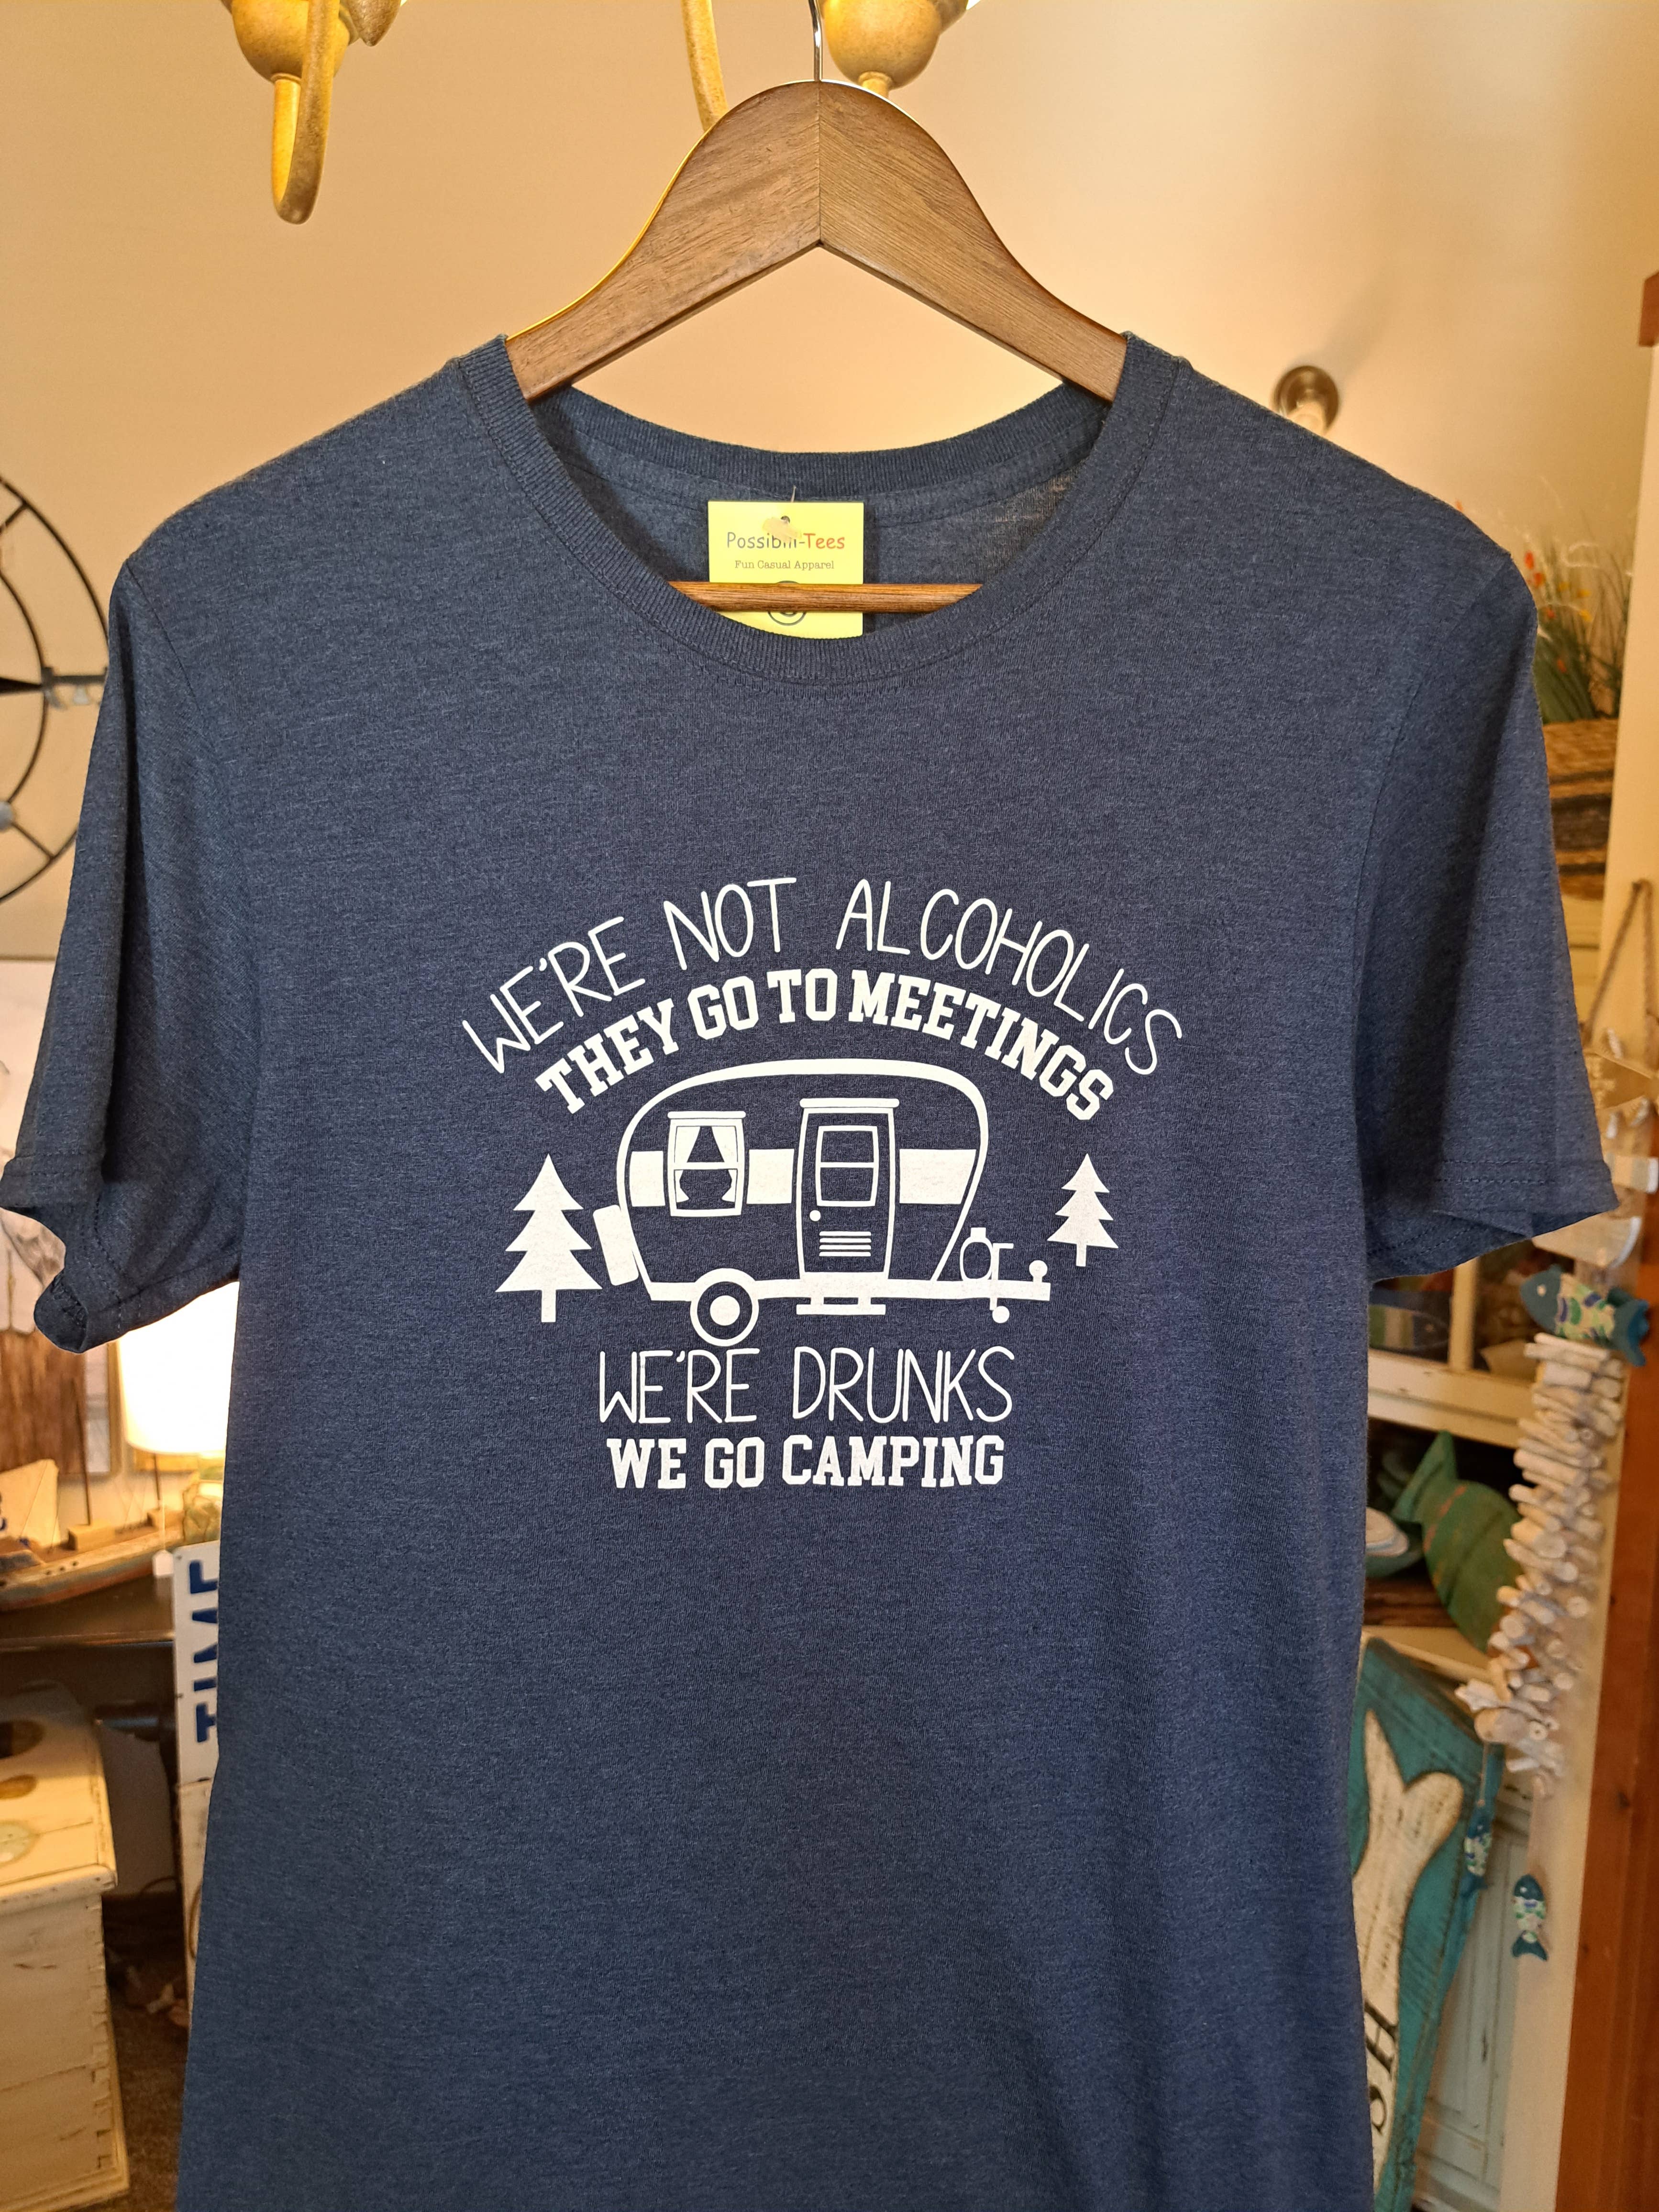 Possibili-Tees
Fun Casual Apparel
WE'RE NOT ALCOHOLICS
THEY GO TO MEETINGS
WE'RE DRUNKS
WE GO CAMPING
TIME